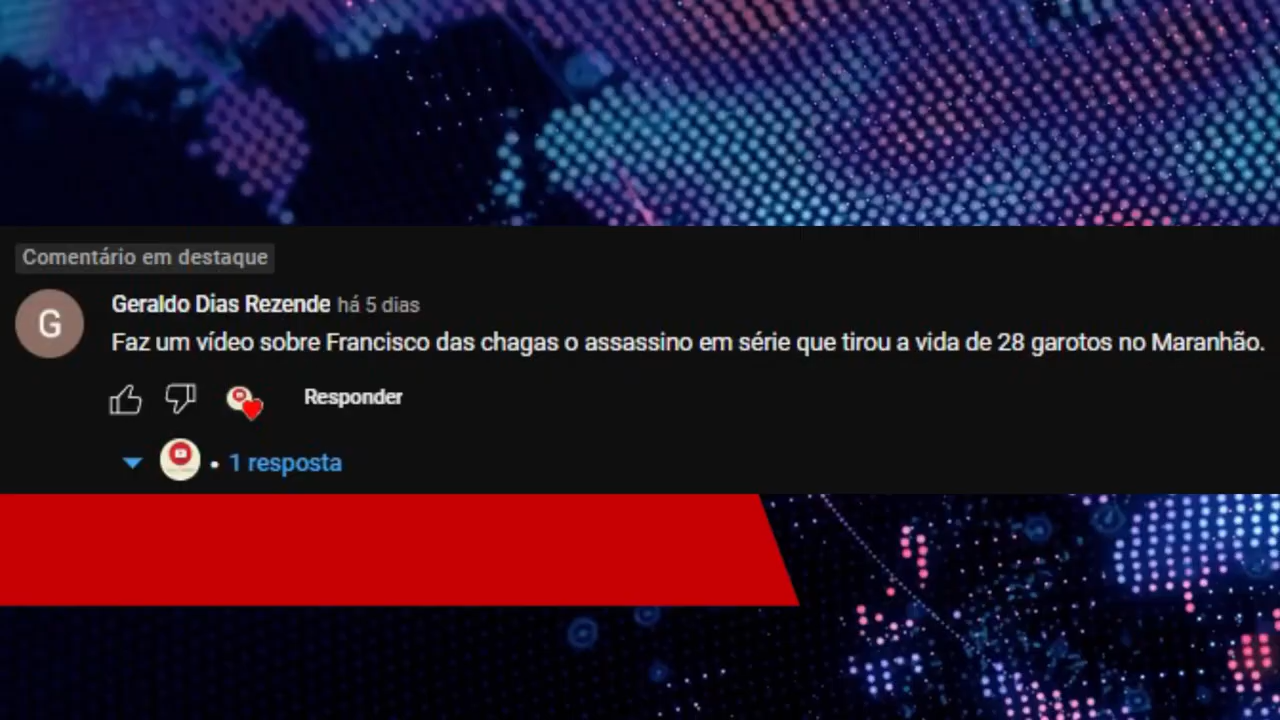 Comentário em destaque
G
Geraldo Dias Rezende há 5 dias
Faz um vídeo sobre Francisco das chagas o assassino em série que tirou a vida de 28 garotos no Maranhão.
Responder
• 1 resposta